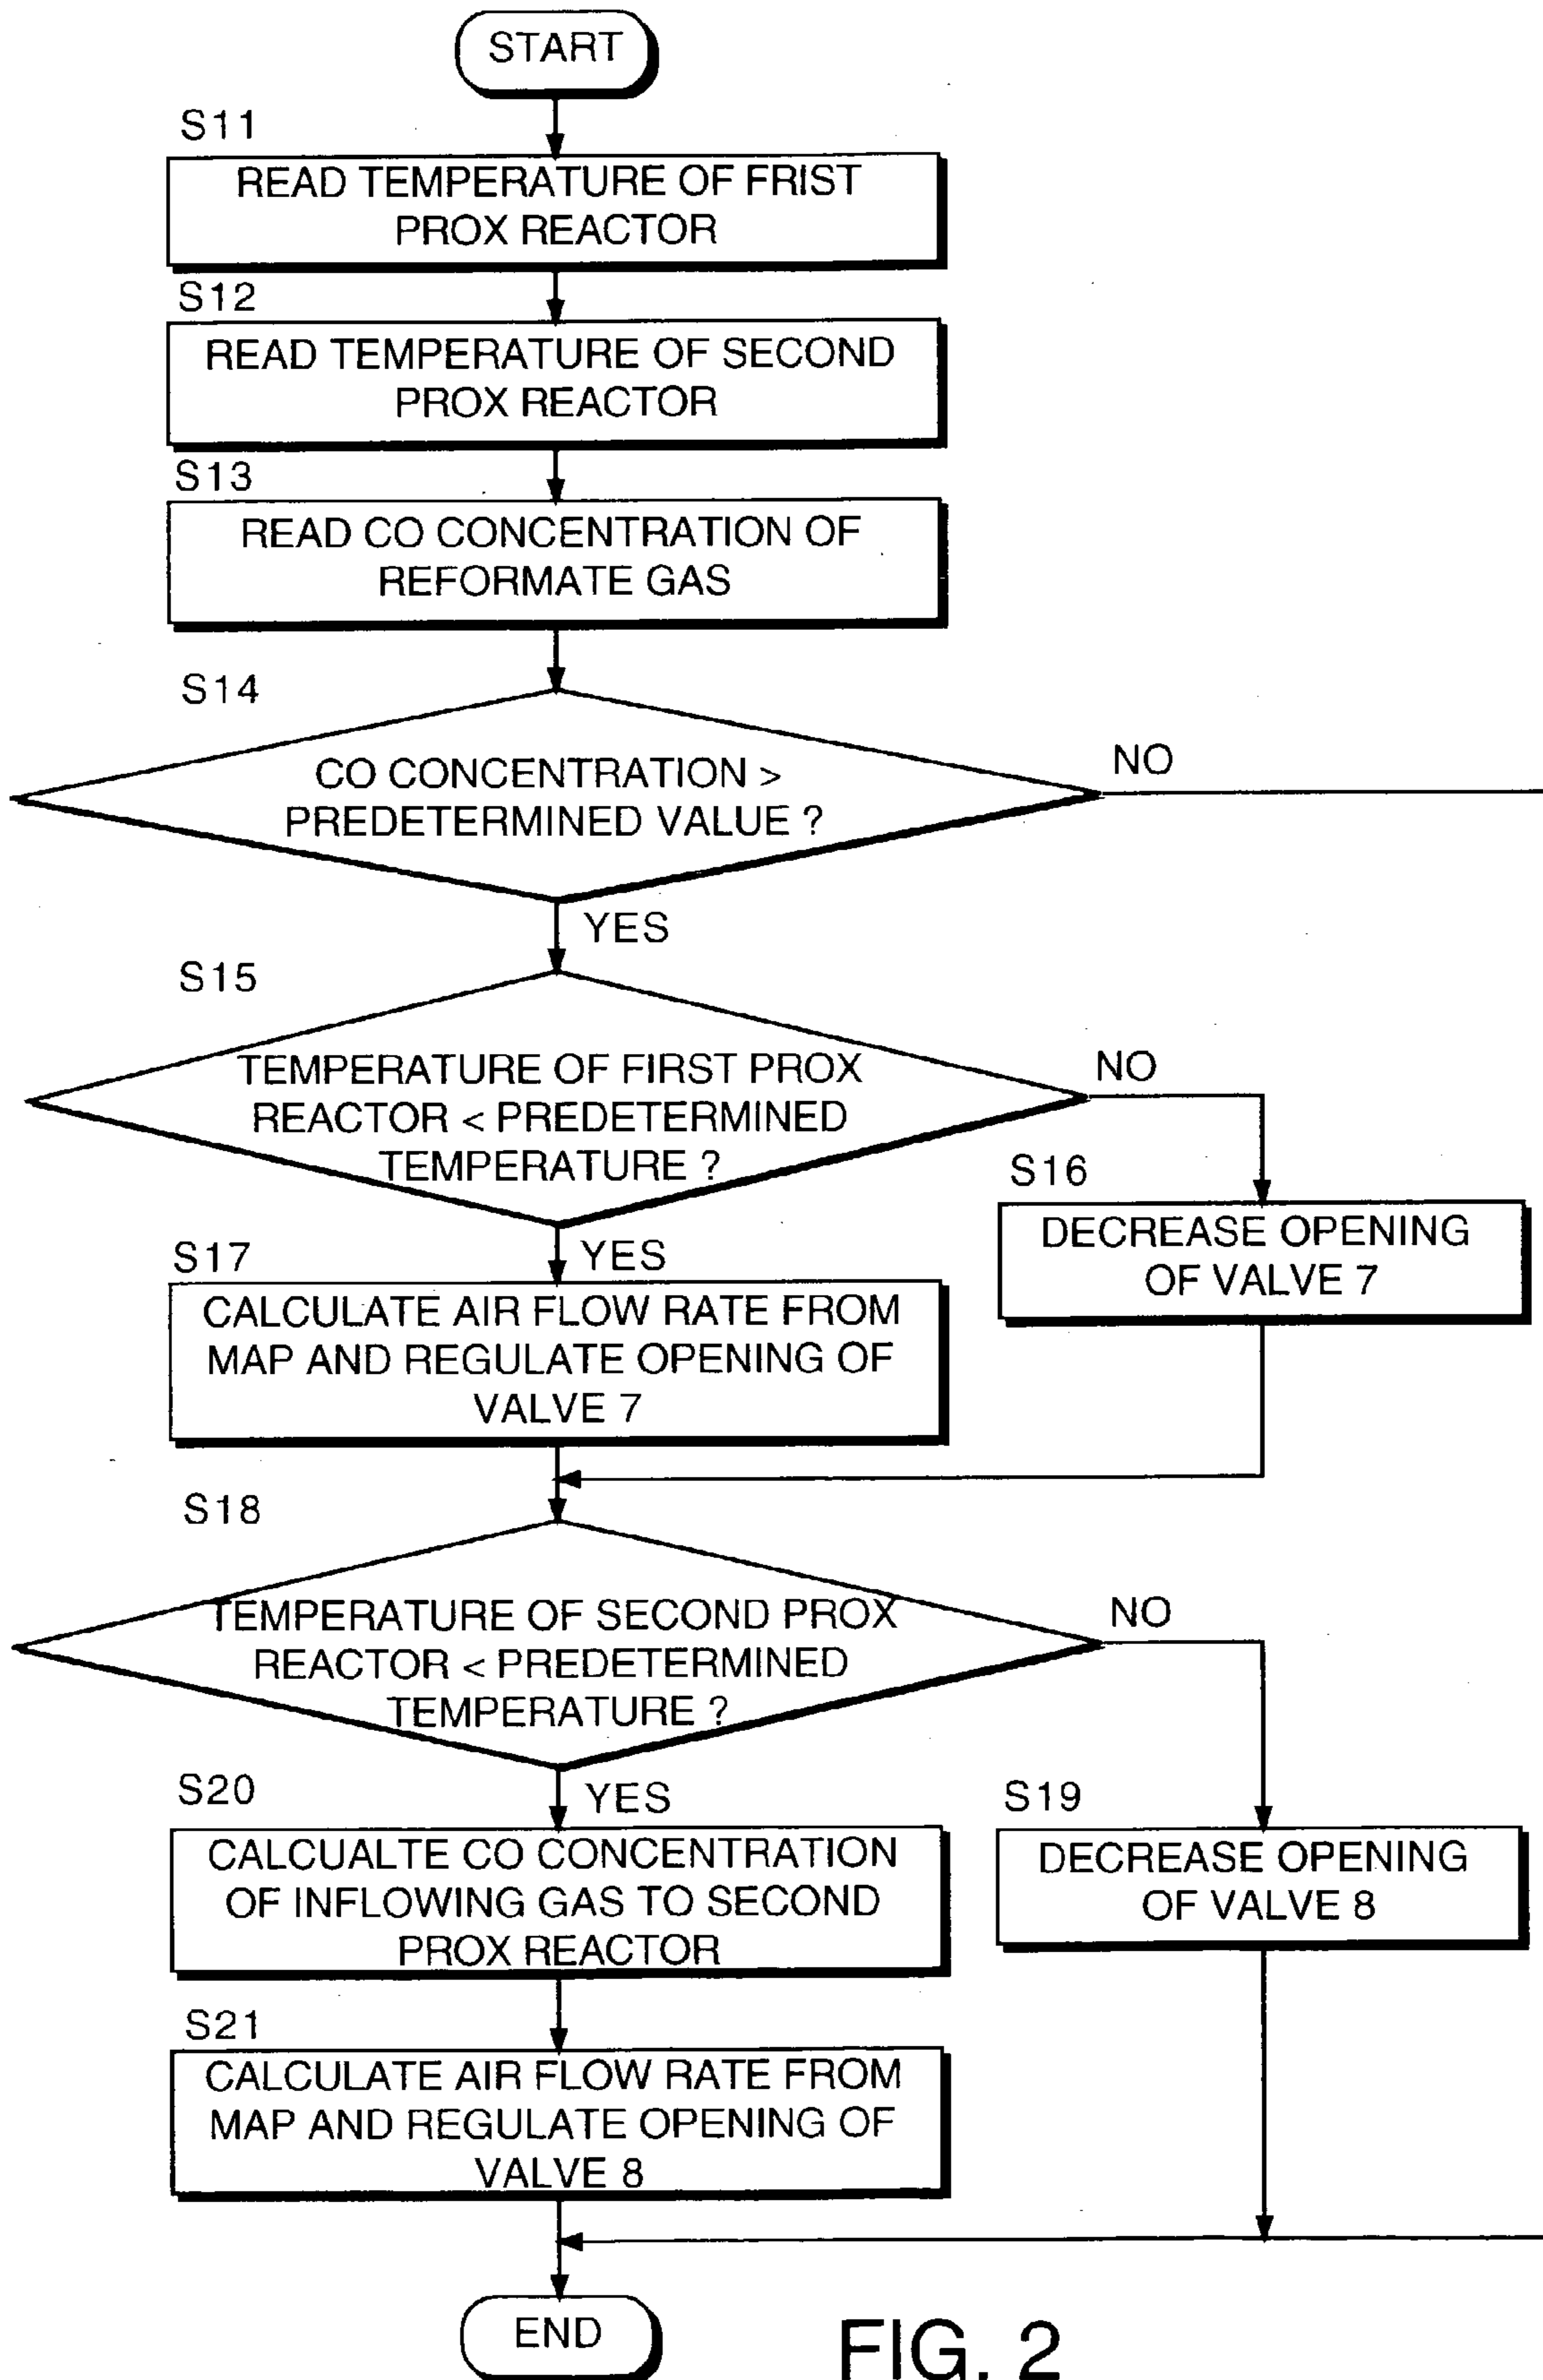 START
S11
READ TEMPERATURE OF FRIST
PROX REACTOR
S12
READ TEMPERATURE OF SECOND
PROX REACTOR
S13
READ CO CONCENTRATION OF
REFORMATE GAS
S14
CO CONCENTRATION >
PREDETERMINED VALUE ?
NO
YES
S15
TEMPERATURE OF FIRST PROX
REACTOR < PREDETERMINED
TEMPERATURE ?
NO
S16
DECREASE OPENING
OF VALVE 7
YES
S17
CALCULATE AIR FLOW RATE FROM
MAP AND REGULATE OPENING OF
VALVE 7
S18
TEMPERATURE OF SECOND PROX
REACTOR < PREDETERMINED
TEMPERATURE ?
NO
S19
DECREASE OPENING
OF VALVE 8
YES
S20
CALCUALTE CO CONCENTRATION
OF INFLOWING GAS TO SECOND
PROX REACTOR
S21
CALCULATE AIR FLOW RATE FROM
MAP AND REGULATE OPENING OF
VALVE 8
END
FIG. 2